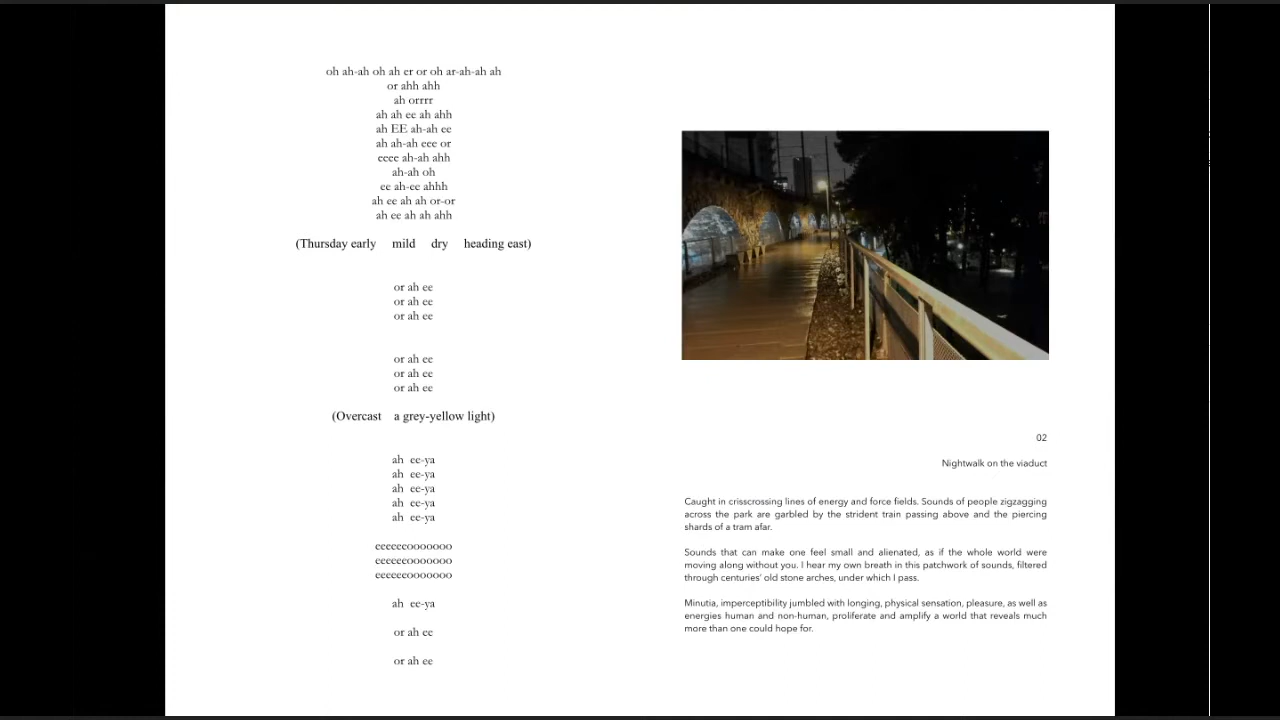 oh ah-ah oh ah er or oh ar-ah-ah ah
or ahh ahh
ah orrrr
ah ah ee ah ahh
ah EE ah-ah ee
ah ah-ah eee or
eeee ah-ah ahh
ah-ah oh
ee ah-ee ahhh
ah ee ah ah or-or
ah ee ah ah ahh
(Thursday early mild dry heading east)
or ah ee
or ah ee
or ah ee
or ah ee
or ah ee
or ah ee
(Overcast a grey-yellow light)
ah ee-ya
ah ee-ya
ah ee-ya
ah ee-ya
ah ee-ya
eeeeeeooooooo
eeeeeeooooooo
eeeeeeooooooo
ah ee-ya
or ah ee
or ah ee
02
Nightwalk on the viaduct
Caught in crisscrossing lines of energy and force fields. Sounds of people zigzagging
across the park are garbled by the strident train passing above and the piercing
shards of a tram afar.
Sounds that can make one feel small and alienated, as if the whole world were
moving along without you. I hear my own breath in this patchwork of sounds, filtered
through centuries' old stone arches, under which I pass.
Minutia, imperceptibility jumbled with longing, physical sensation, pleasure, as well as
energies human and non-human, proliferate and amplify a world that reveals much
more than one could hope for.